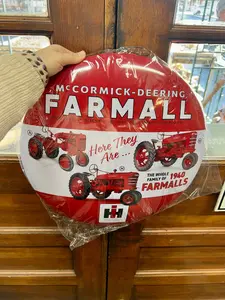 McCORMICK-DEERING
FARMALL
Here They
Are...
THE WHOLE
FAMILY OF 1940
FARMALLS
IH